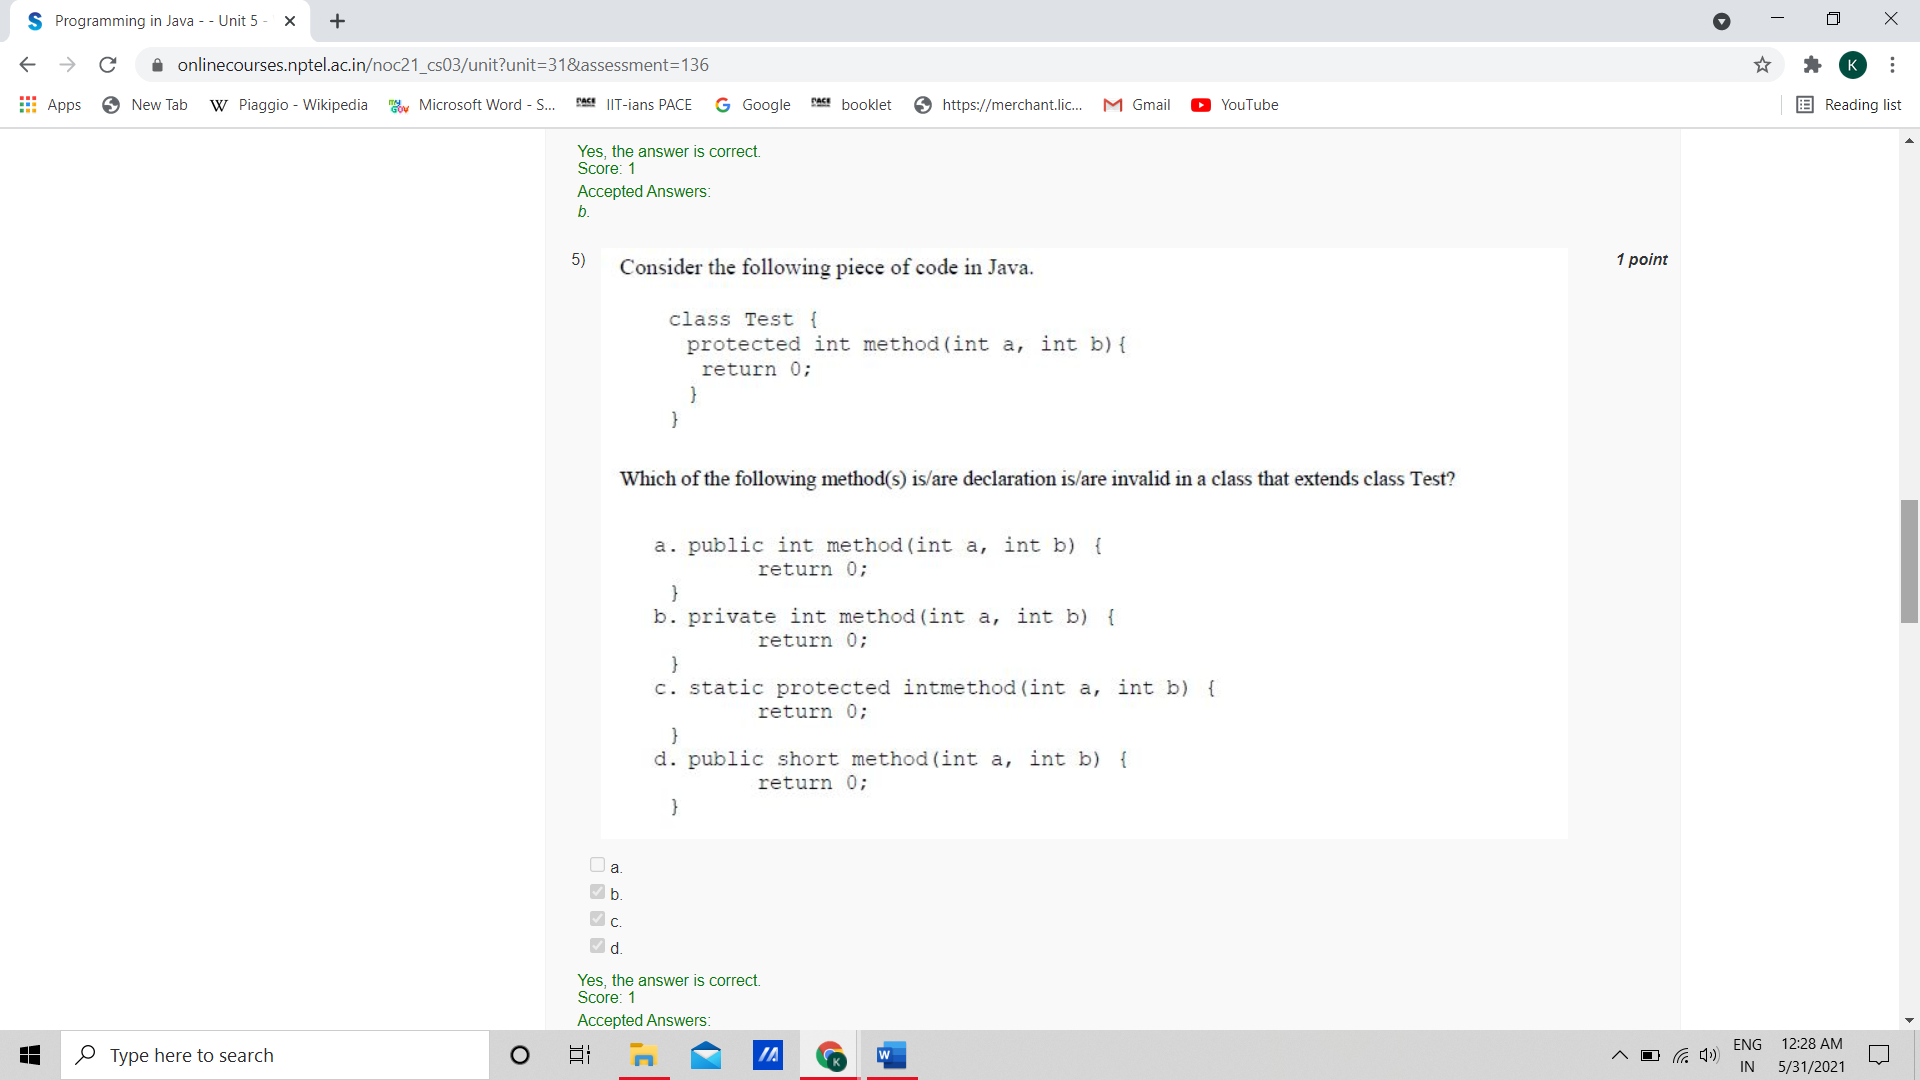 Programming in Java - - Unit 5 -
onlinecourses.nptel.ac.in/noc21_cs03/unit?unit=31&assessment=136
K
Apps
New Tab
W Piaggio - Wikipedia
Microsoft Word - S...
PACE IIT-ians PACE
G Google
PACE booklet
https://merchant.lic...
Gmail
YouTube
Reading list
Yes, the answer is correct.
Score: 1
Accepted Answers:
b.
5)
Consider the following piece of code in Java.
1 point
class Test {
protected int method(int a, int b){
return 0;
}
}
Which of the following method(s) is/are declaration is/are invalid in a class that extends class Test?
a. public int method(int a, int b) {
return 0;
}
b. private int method(int a, int b) {
return 0;
}
c. static protected intmethod(int a, int b) {
return 0;
}
d. public short method(int a, int b) {
return 0;
}
a.
b.
c.
d.
Yes, the answer is correct.
Score: 1
Accepted Answers:
Type here to search
K
W
ENG
IN
12:28 AM
5/31/2021